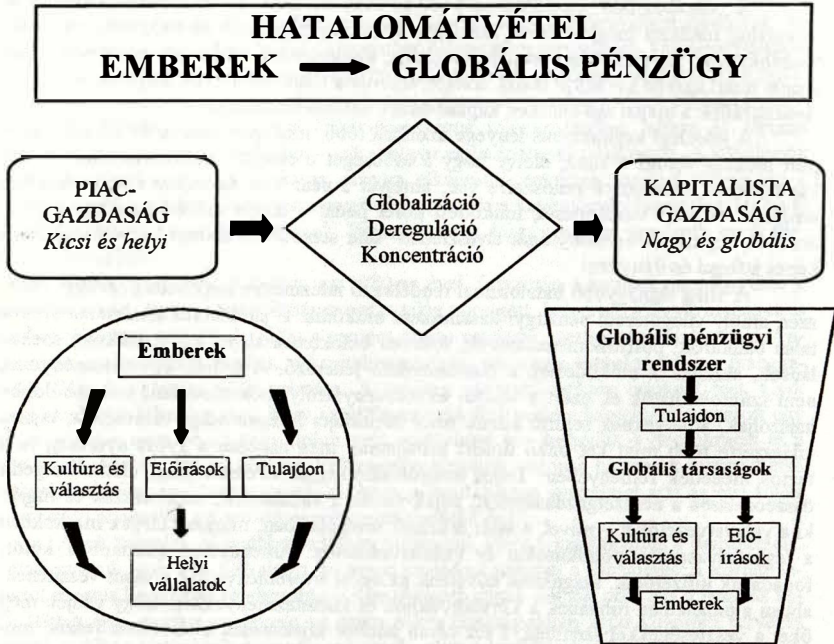 HATALOMÁTVÉTEL
EMBEREK → GLOBÁLIS PÉNZÜGY
PIAC-
GAZDASÁG
Kicsi és helyi
Globalizáció
Dereguláció
Koncentráció
KAPITALISTA
GAZDASÁG
Nagy és globális
Emberek
Kultúra és
választás
Előírások
Tulajdon
Helyi
vállalatok
Globális pénzügyi
rendszer
Tulajdon
Globális társaságok
Kultúra és
választás
Elő-
írások
Emberek